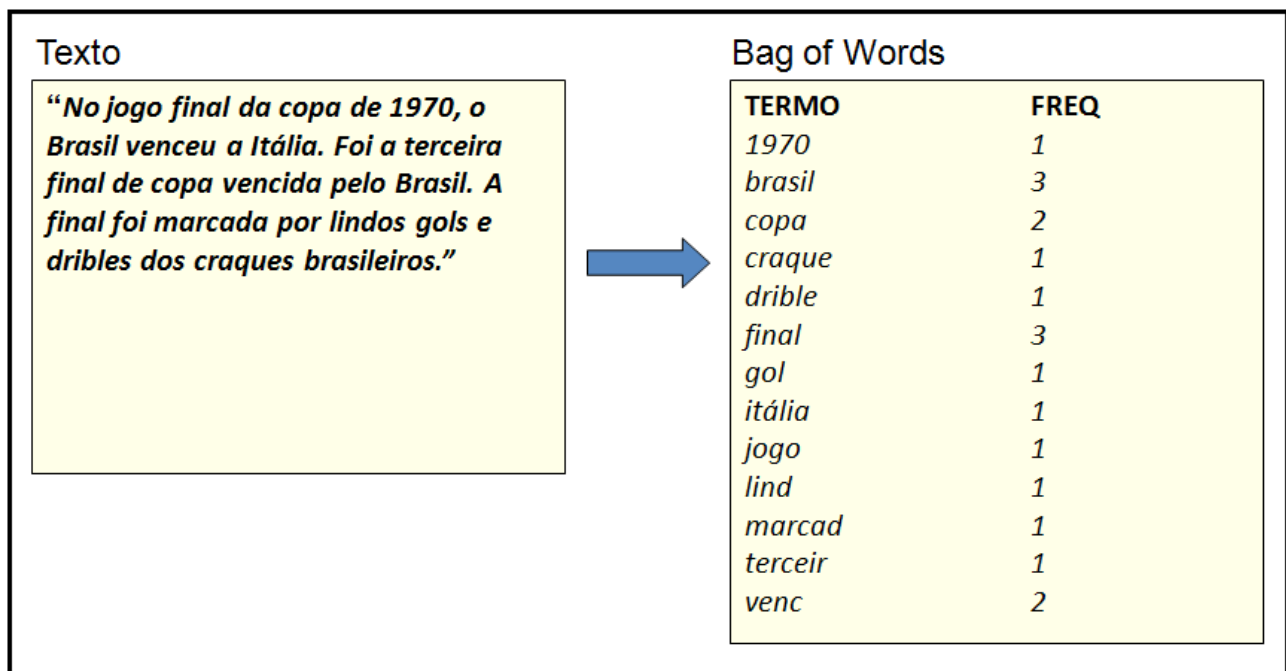 Texto
“No jogo final da copa de 1970, o
Brasil venceu a Itália. Foi a terceira
final de copa vencida pelo Brasil. A
final foi marcada por lindos gols e
dribles dos craques brasileiros.”
Bag of Words
TERMO FREQ
1970 1
brasil 3
copa 2
craque 1
drible 1
final 3
gol 1
itália 1
jogo 1
lind 1
marcad 1
terceir 1
venc 2